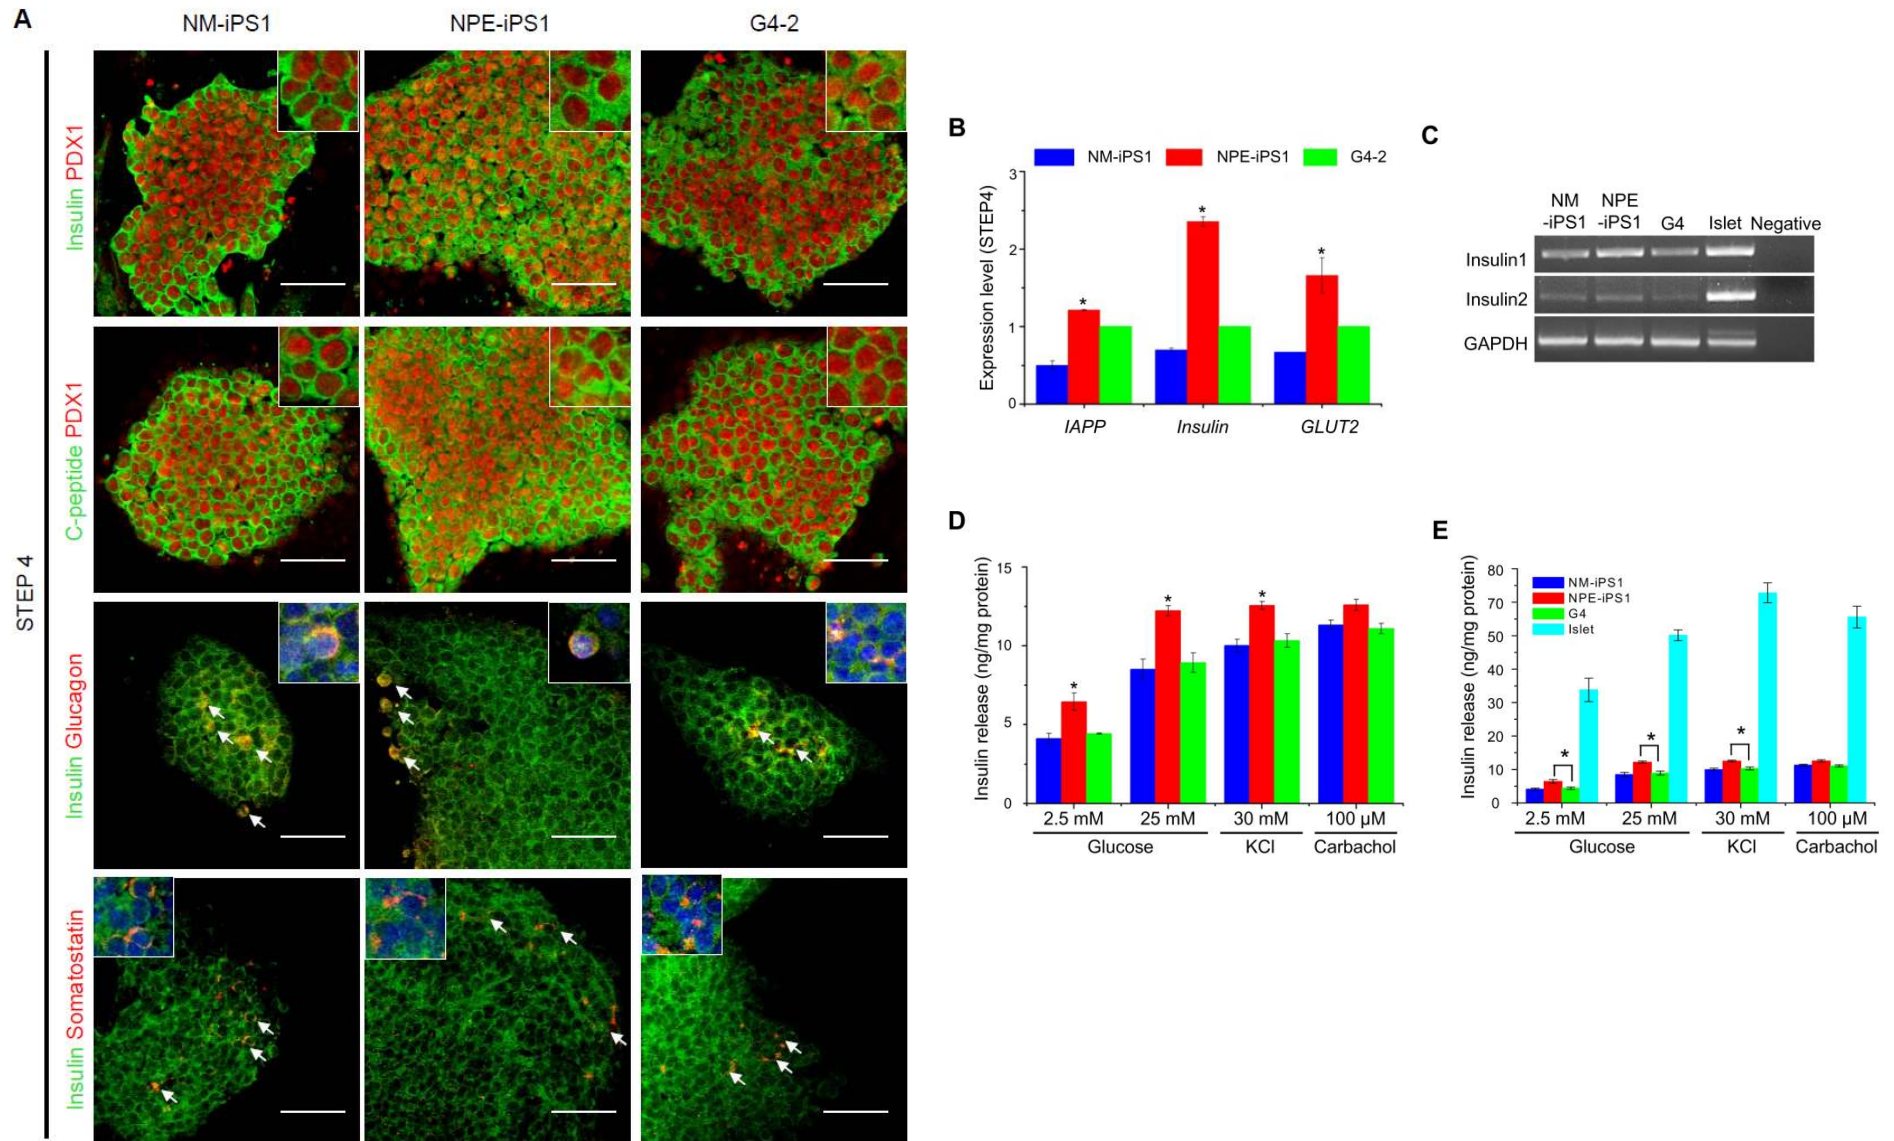 A
NM-iPS1
NPE-iPS1
G4-2
STEP 4
Insulin PDX1
C-peptide PDX1
Insulin Glucagon
Insulin Somatostatin
B
NM-iPS1 NPE-iPS1 G4-2
Expression level (STEP4)
3
2
1
0
IAPP Insulin GLUT2
C
NM NPE
-iPS1 -iPS1 G4 Islet Negative
Insulin1
Insulin2
GAPDH
D
Insulin release (ng/mg protein)
15
10
5
0
* * *
2.5 mM 25 mM 30 mM 100 µM
Glucose KCl Carbachol
E
Insulin release (ng/mg protein)
80
70
60
50
40
30
20
10
0
NM-iPS1
NPE-iPS1
G4
Islet
* * *
2.5 mM 25 mM 30 mM 100 µM
Glucose KCl Carbachol